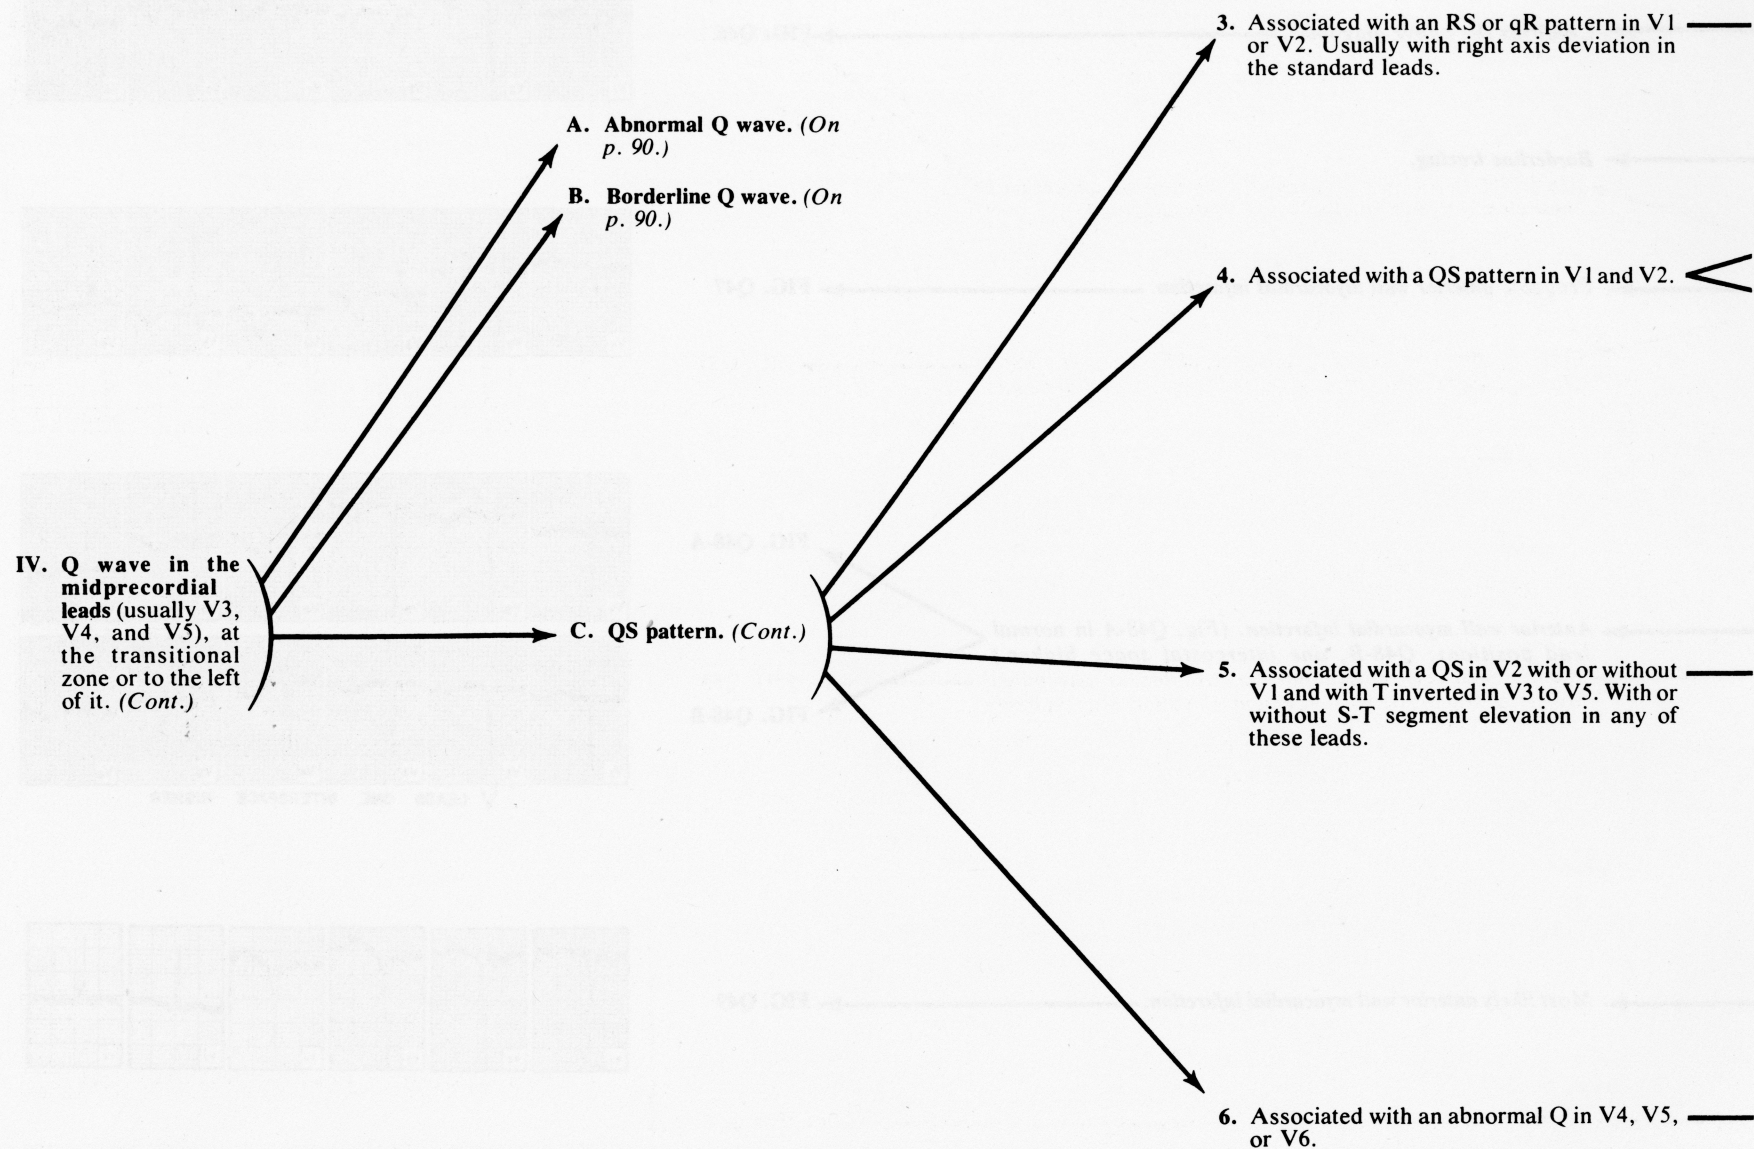 3. Associated with an RS or qR pattern in V1
or V2. Usually with right axis deviation in
the standard leads.
A. Abnormal Q wave. (On
p. 90.)
B. Borderline Q wave. (On
p. 90.)
4. Associated with a QS pattern in V1 and V2.
IV. Q wave in the
midprecordial
leads (usually V3,
V4, and V5), at
the transitional
zone or to the left
of it. (Cont.)
C. QS pattern. (Cont.)
5. Associated with a QS in V2 with or without
V1 and with T inverted in V3 to V5. With or
without S-T segment elevation in any of
these leads.
6. Associated with an abnormal Q in V4, V5,
or V6.